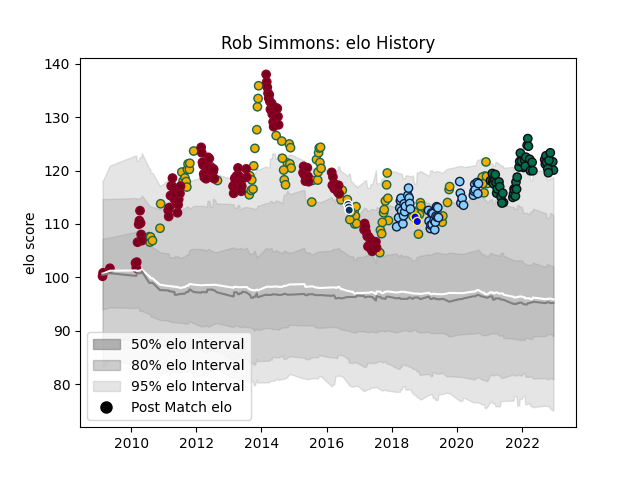 Rob Simmons: elo History
elo score
140
130
120
110
100
90
80
50% elo Interval
80% elo Interval
95% elo Interval
Post Match elo
2010 2012 2014 2016 2018 2020 2022